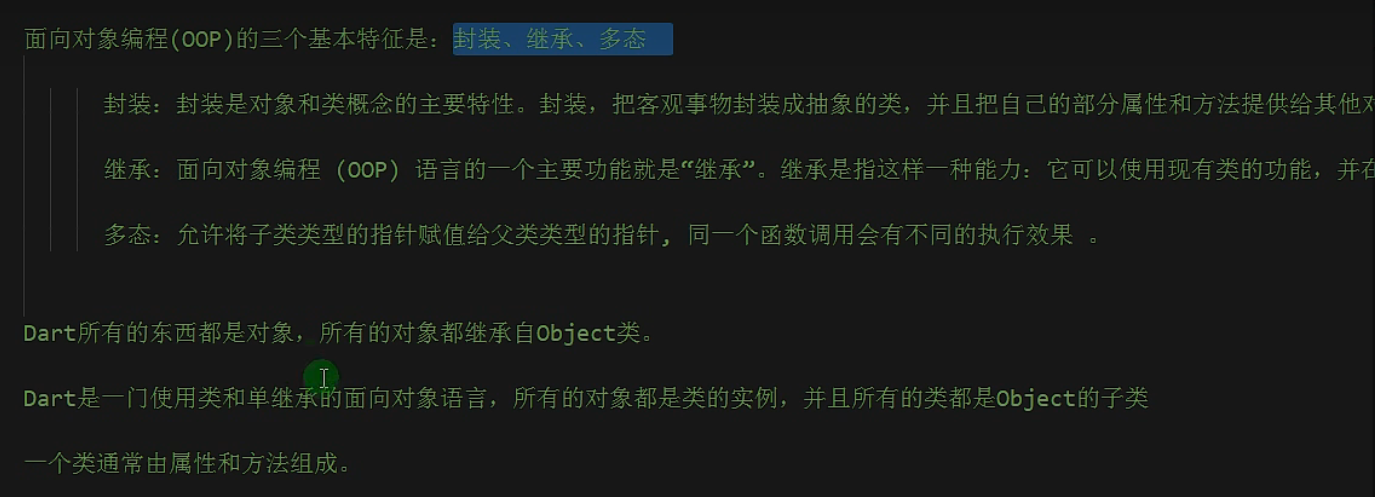 面向对象编程(OOP)的三个基本特征是：封装、继承、多态
封装：封装是对象和类概念的主要特性。封装，把客观事物封装成抽象的类，并且把自己的部分属性和方法提供给其他对
继承：面向对象编程 (OOP) 语言的一个主要功能就是“继承”。继承是指这样一种能力：它可以使用现有类的功能，并在
多态：允许将子类类型的指针赋值给父类类型的指针, 同一个函数调用会有不同的执行效果 。
Dart所有的东西都是对象，所有的对象都继承自Object类。
Dart是一门使用类和单继承的面向对象语言，所有的对象都是类的实例，并且所有的类都是Object的子类
一个类通常由属性和方法组成。